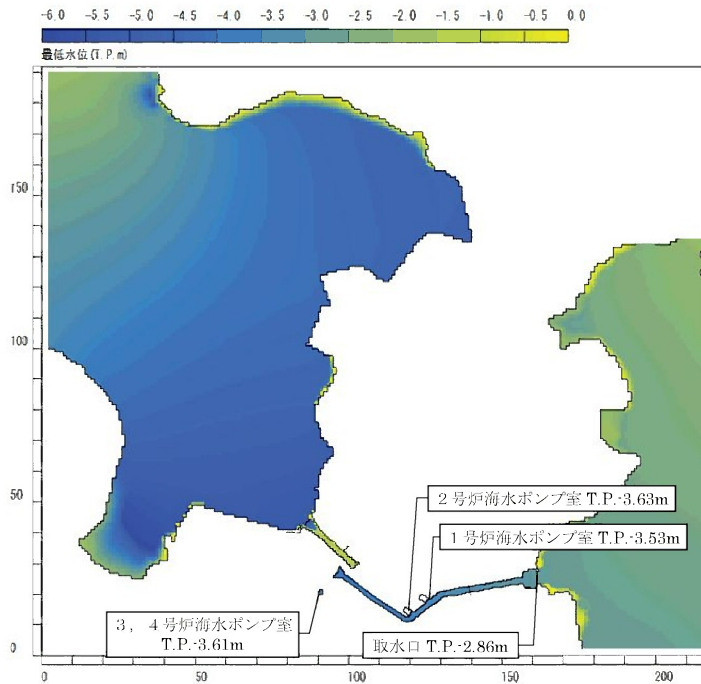 -6.0 -5.5 -5.0 -4.5 -4.0 -3.5 -3.0 -2.5 -2.0 -1.5 -1.0 -0.5 0.0
最低水位(T.P.m)
150
100
50
0
2号炉海水ポンプ室 T.P.-3.63m
1号炉海水ポンプ室 T.P.-3.53m
3,4号炉海水ポンプ室
T.P.-3.61m
取水口 T.P.-2.86m
0 50 100 150 200